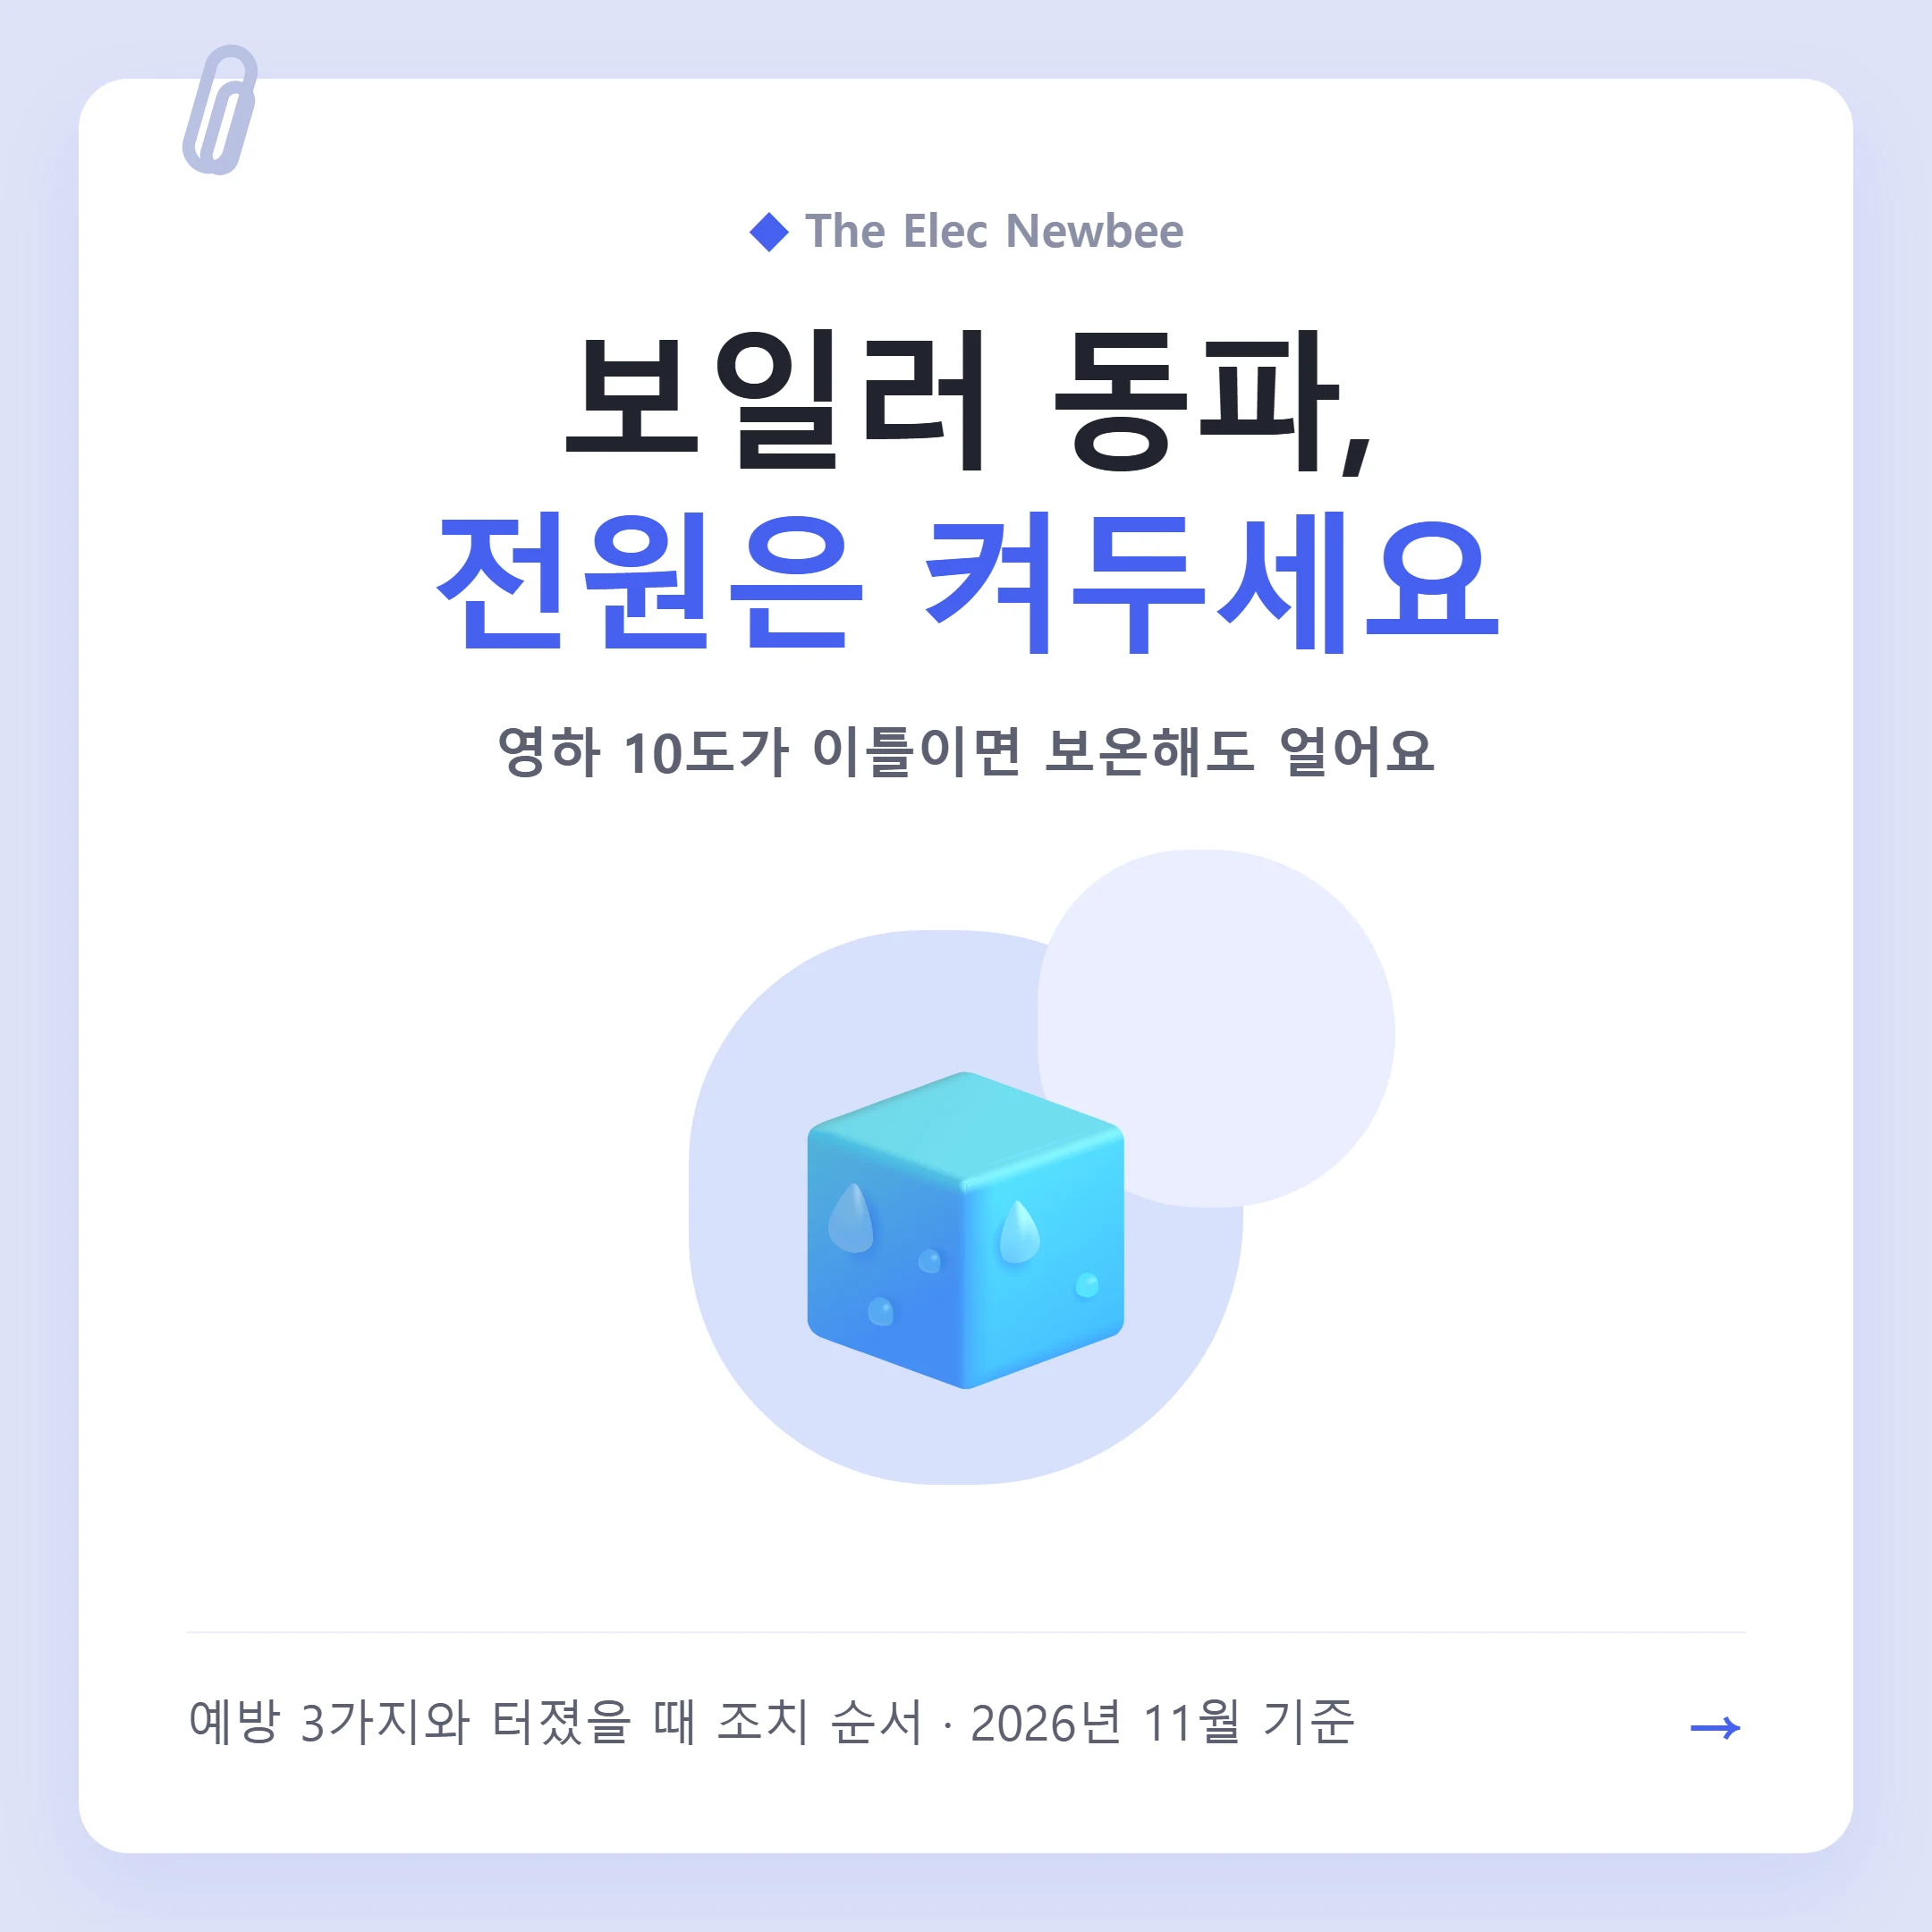 The Elec Newbee
보일러 동파,
전원은 켜두세요
영하 10도가 이틀이면 보온해도 얼어요
예방 3가지와 터졌을 때 조치 순서 · 2026년 11월 기준 →